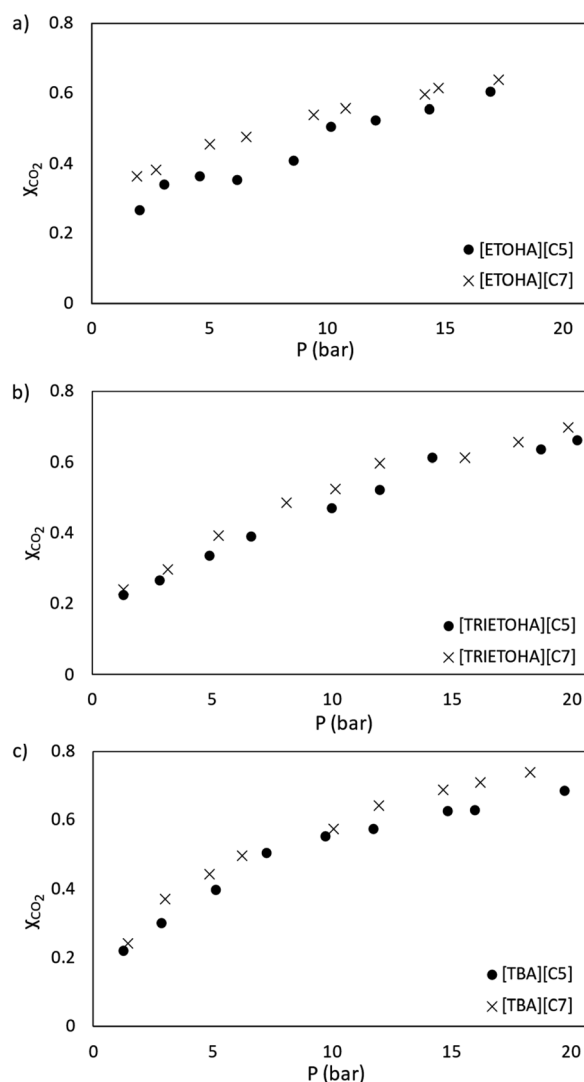 a)
0.8
0.6
0.4
0.2
0
χCO₂
0 5 10 15 20
P (bar)
[ETOHA][C5]
[ETOHA][C7]
b)
0.8
0.6
0.4
0.2
0
χCO₂
0 5 10 15 20
P (bar)
[TRIETOHA][C5]
[TRIETOHA][C7]
c)
0.8
0.6
0.4
0.2
0
χCO₂
0 5 10 15 20
P (bar)
[TBA][C5]
[TBA][C7]